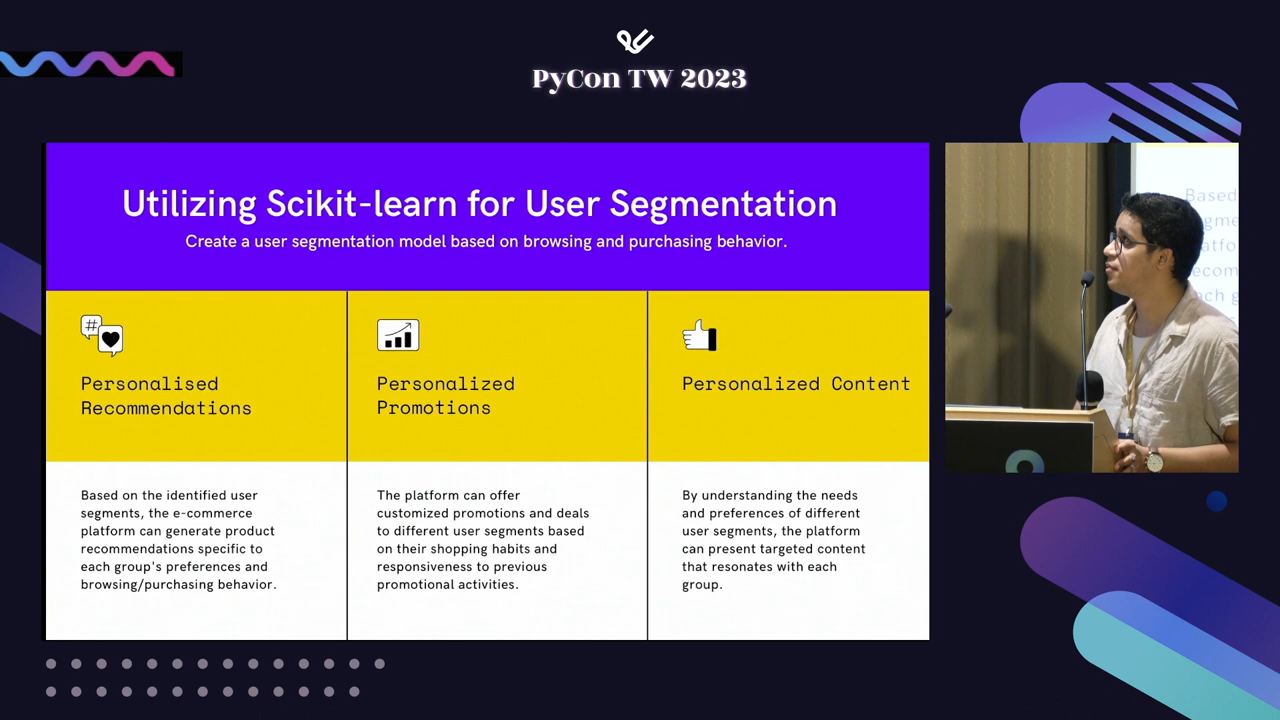 PyCon TW 2023
Utilizing Scikit-learn for User Segmentation
Create a user segmentation model based on browsing and purchasing behavior.
#
Personalised
Recommendations
Personalized
Promotions
Personalized Content
Based on the identified user
segments, the e-commerce
platform can generate product
recommendations specific to
each group's preferences and
browsing/purchasing behavior.
The platform can offer
customized promotions and deals
to different user segments based
on their shopping habits and
responsiveness to previous
promotional activities.
By understanding the needs
and preferences of different
user segments, the platform
can present targeted content
that resonates with each
group.
Based